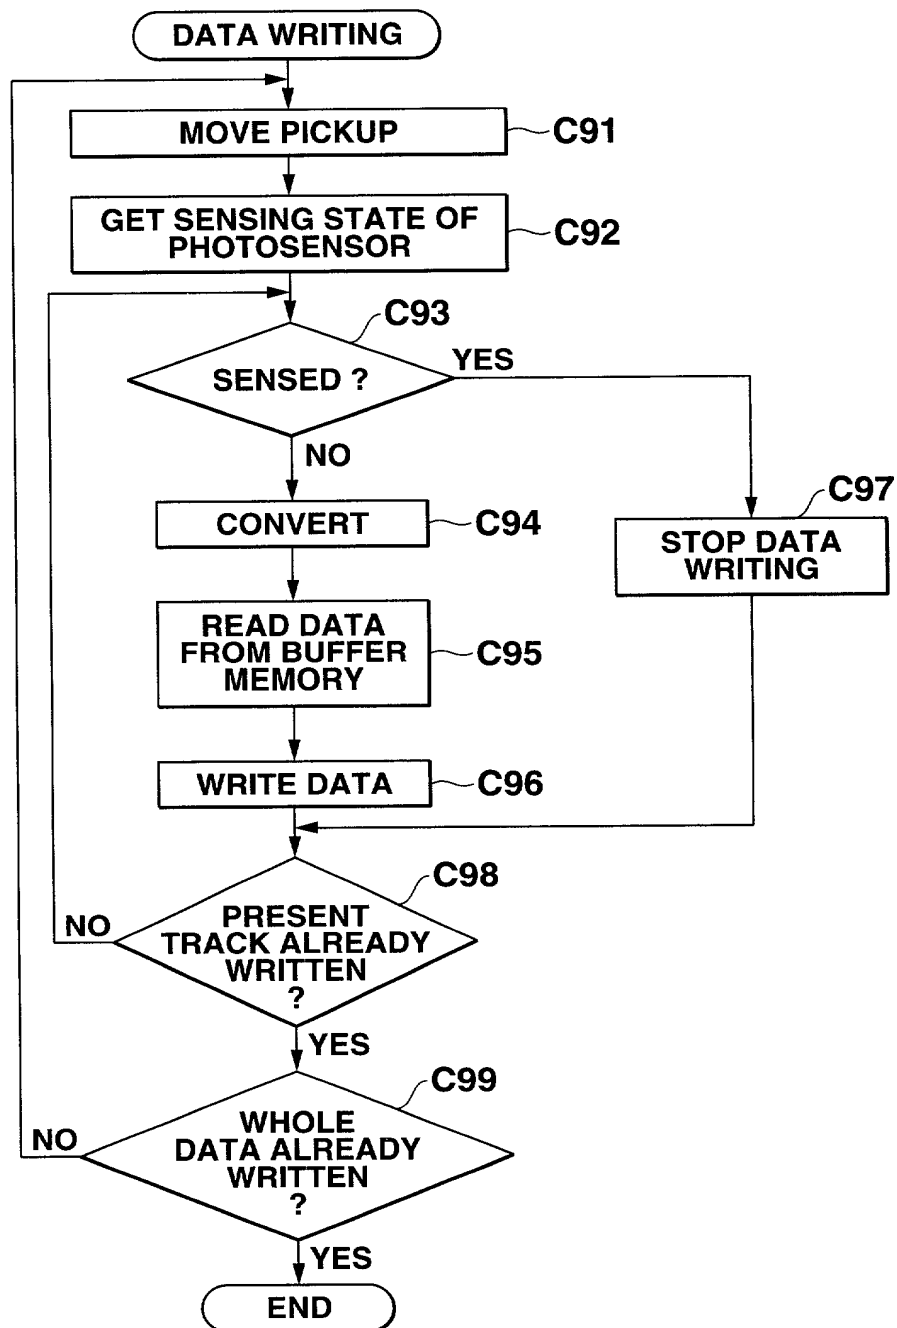 DATA WRITING
MOVE PICKUP
C91
GET SENSING STATE OF
PHOTOSENSOR
C92
C93
SENSED ?
YES
NO
CONVERT
C94
C97
STOP DATA
WRITING
READ DATA
FROM BUFFER
MEMORY
C95
WRITE DATA
C96
C98
PRESENT
TRACK ALREADY
WRITTEN
?
NO
YES
C99
WHOLE
DATA ALREADY
WRITTEN
?
NO
YES
END